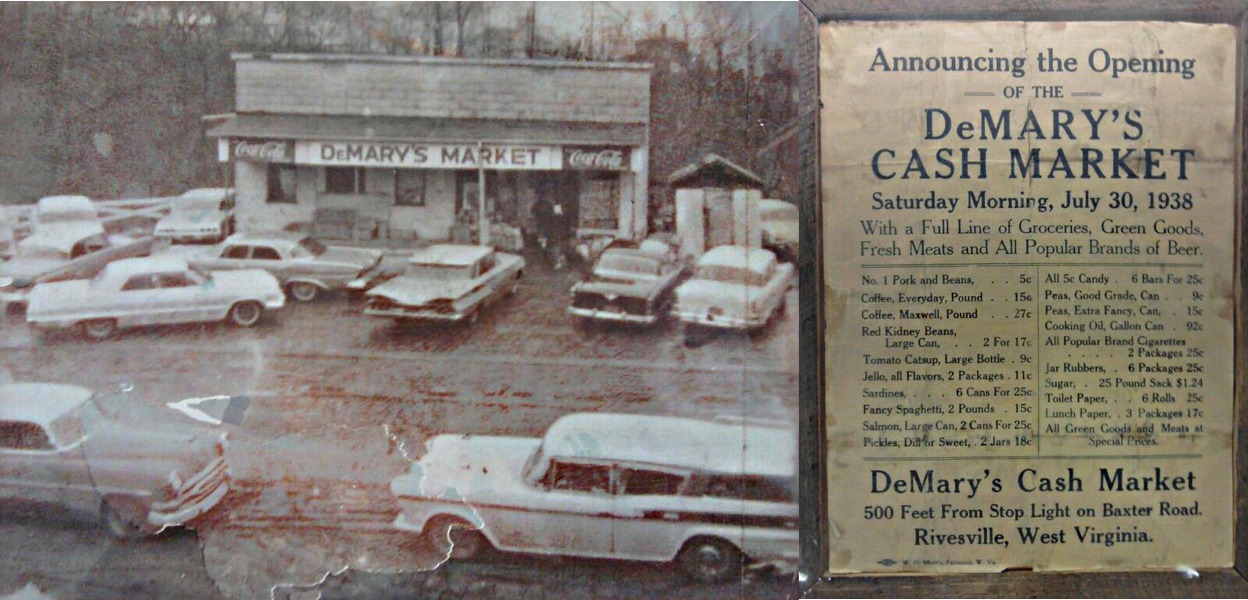 Coca-Cola
DeMARY'S MARKET
Coca-Cola
Announcing the Opening
OF THE
DeMARY'S
CASH MARKET
Saturday Morning, July 30, 1938
With a Full Line of Groceries, Green Goods,
Fresh Meats and All Popular Brands of Beer.
No. 1 Pork and Beans, . . 5c
Coffee, Everyday, Pound . . 15c
Coffee, Maxwell, Pound . . 27c
Red Kidney Beans,
Large Can, . . . 2 For 17c
Tomato Catsup, Large Bottle . 9c
Jello, all Flavors, 2 Packages . 11c
Sardines, . . . . 6 Cans For 25c
Fancy Spaghetti, 2 Pounds . 15c
Salmon, Large Can, 2 Cans For 25c
Pickles, Dill or Sweet, . 2 Jars 18c
All 5c Candy . 6 Bars For 25c
Peas, Good Grade, Can . . 9c
Peas, Extra Fancy, Can, . 15c
Cooking Oil, Gallon Can . 92c
All Popular Brand Cigarettes
. . . . . 2 Packages 25c
Jar Rubbers, . 6 Packages 25c
Sugar, . 25 Pound Sack $1.24
Toilet Paper, . . 6 Rolls 25c
Lunch Paper, . 3 Packages 17c
All Green Goods and Meats at
Special Prices.
DeMary's Cash Market
500 Feet From Stop Light on Baxter Road.
Rivesville, West Virginia.
Fairmont, W. Va.